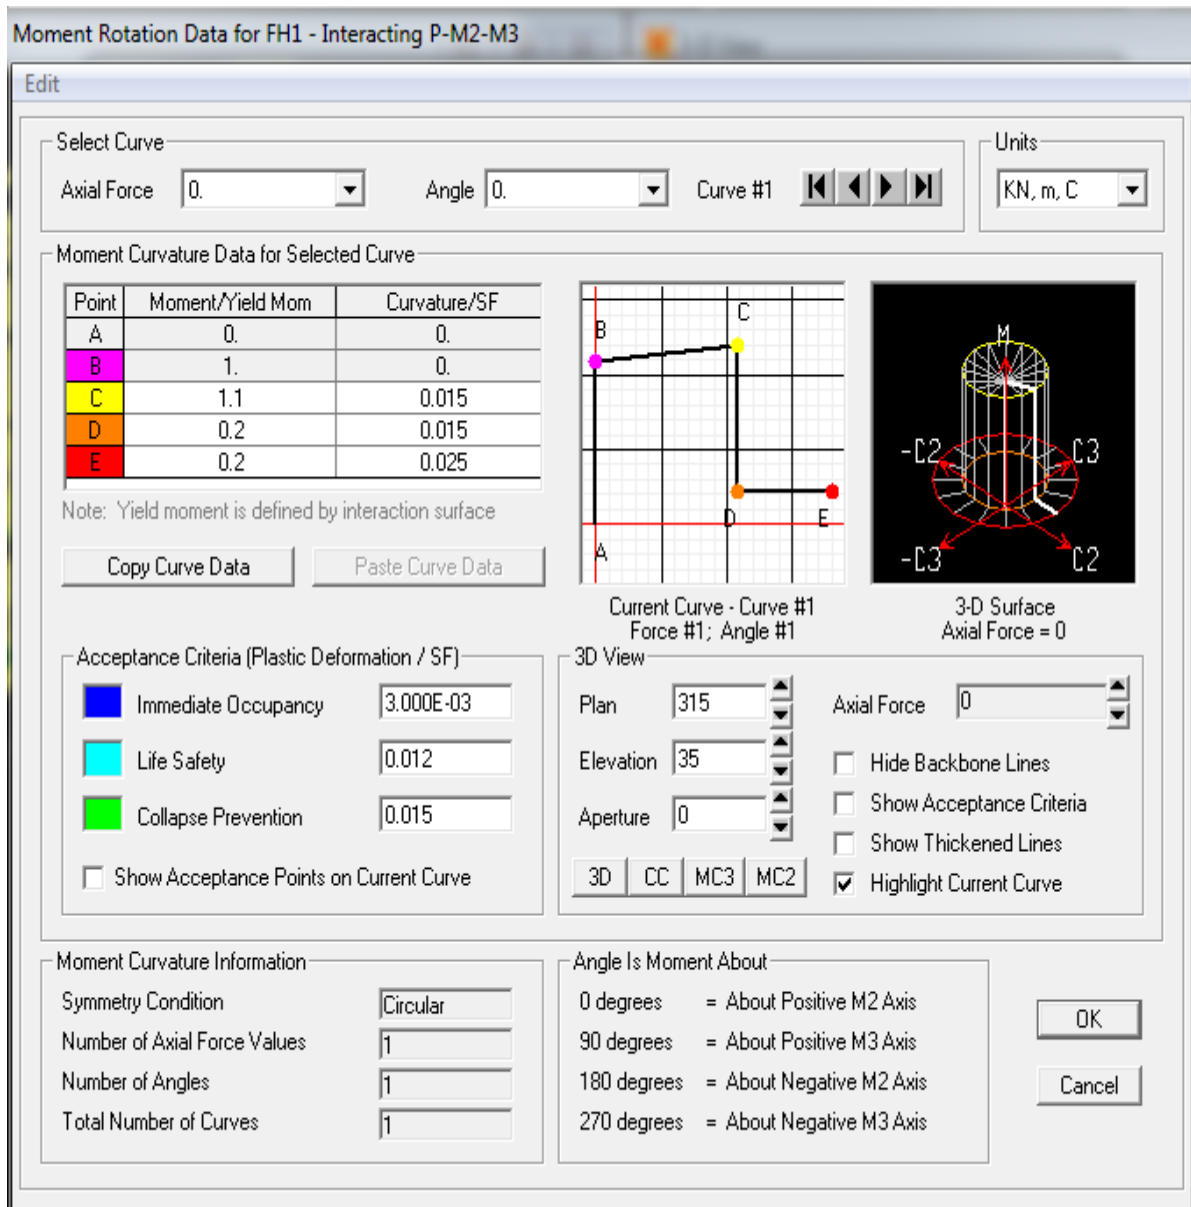 Moment Rotation Data for FH1 - Interacting P-M2-M3
Edit
Select Curve
Axial Force 0. Angle 0. Curve #1
Units
KN, m, C
Moment Curvature Data for Selected Curve
Point Moment/Yield Mom Curvature/SF
A 0. 0.
B 1. 0.
C 1.1 0.015
D 0.2 0.015
E 0.2 0.025
Note: Yield moment is defined by interaction surface
Copy Curve Data Paste Curve Data
B C
D E
A
Current Curve - Curve #1
Force #1; Angle #1
M
-C2 C3
-C3 C2
3-D Surface
Axial Force = 0
Acceptance Criteria (Plastic Deformation / SF)
Immediate Occupancy 3.000E-03
Life Safety 0.012
Collapse Prevention 0.015
Show Acceptance Points on Current Curve
3D View
Plan 315
Elevation 35
Aperture 0
3D CC MC3 MC2
Axial Force 0
Hide Backbone Lines
Show Acceptance Criteria
Show Thickened Lines
Highlight Current Curve
Moment Curvature Information
Symmetry Condition Circular
Number of Axial Force Values 1
Number of Angles 1
Total Number of Curves 1
Angle Is Moment About
0 degrees = About Positive M2 Axis
90 degrees = About Positive M3 Axis
180 degrees = About Negative M2 Axis
270 degrees = About Negative M3 Axis
OK
Cancel